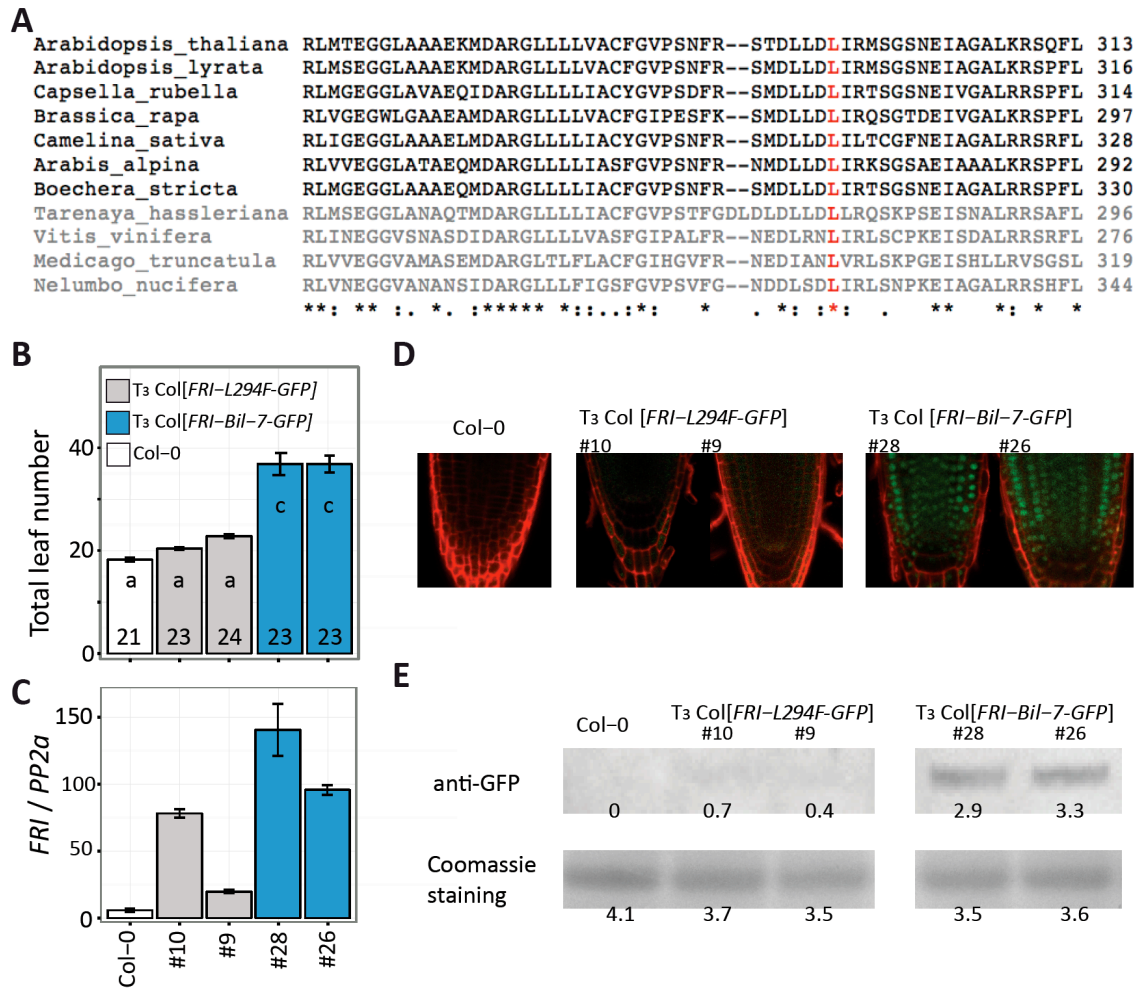 A
Arabidopsis_thaliana RLMTEGGLAAAEKMDARGLLLLVACFGVPSNFR--STDLLDLIRMSGSNEIAGALKRSQFL 313
Arabidopsis_lyrata RLMSEGGLAAAEKMDARGLLLLVACFGVPSNFR--SMDLLDLIRMSGSNEIAGALKRSPFL 316
Capsella_rubella RLMGEGGLAVAEQIDARGLLLLIACYGVPSDFR--SMDLLDLIRTSGSNEIAGALKRSPFL 314
Brassica_rapa RLVGEGWLGAAEAMDARGLLLLVACFGIPESFK--SMDLLDLIRQSGTDEIVGALKRSPFL 297
Camelina_sativa RLIGEGGLAAAELMDARGLLLLIACYGVPSNFR--SMDLLDLILTCGFNEIAGALKRSRFL 328
Arabis_alpina RLVVEGGLATAEQMDARGLLLLIASFGVPSNFR--NMDLLDLIRKSGSAEIAAALKRSPFL 292
Boechera_stricta RLMGEGGLAAAEQMDARGLLLLIACFGVPSNFR--SMDLLDLIRTSGSNEIAGALRRSPFL 330
Tarenaya_hassleriana RLMSEGGLANAQTMDARGLLLLIACFGVPSTFGDLDLDLLDLLRQSKPSEISNALRRSAFL 296
Vitis_vinifera RLINEGGVSNASDIDARGLLLLVASFGIPALFR--NEDLRNLIRLSCPKEISDALRRSRFL 276
Medicago_truncatula RLVVEGGVAMASEMDARGLTLFLACFGIHGVFR--NEDIANLVRLSKPGEISHLLRVSGSL 319
Nelumbo_nucifera RLVNEGGVANANSIDARGLLLFIGSFGVPSVFG--NDDLSDLIRLSNPKEIAGALRRSHFL 344
**: ** :. *. :***** *::..:*: * . *: :*: . ** *: * *
B
T3 Col[FRI−L294F-GFP]
T3 Col[FRI−Bil−7-GFP]
Col−0
Total leaf number
40
20
0
a a a c c
21 23 24 23 23
C
FRI / PP2a
150
100
50
0
Col−0 #10 #9 #28 #26
D
Col−0
T3 Col [FRI−L294F-GFP]
#10 #9
T3 Col [FRI−Bil−7-GFP]
#28 #26
E
Col−0
T3 Col[FRI−L294F-GFP]
#10 #9
T3 Col[FRI−Bil−7-GFP]
#28 #26
anti-GFP
0 0.7 0.4 2.9 3.3
Coomassie
staining
4.1 3.7 3.5 3.5 3.6